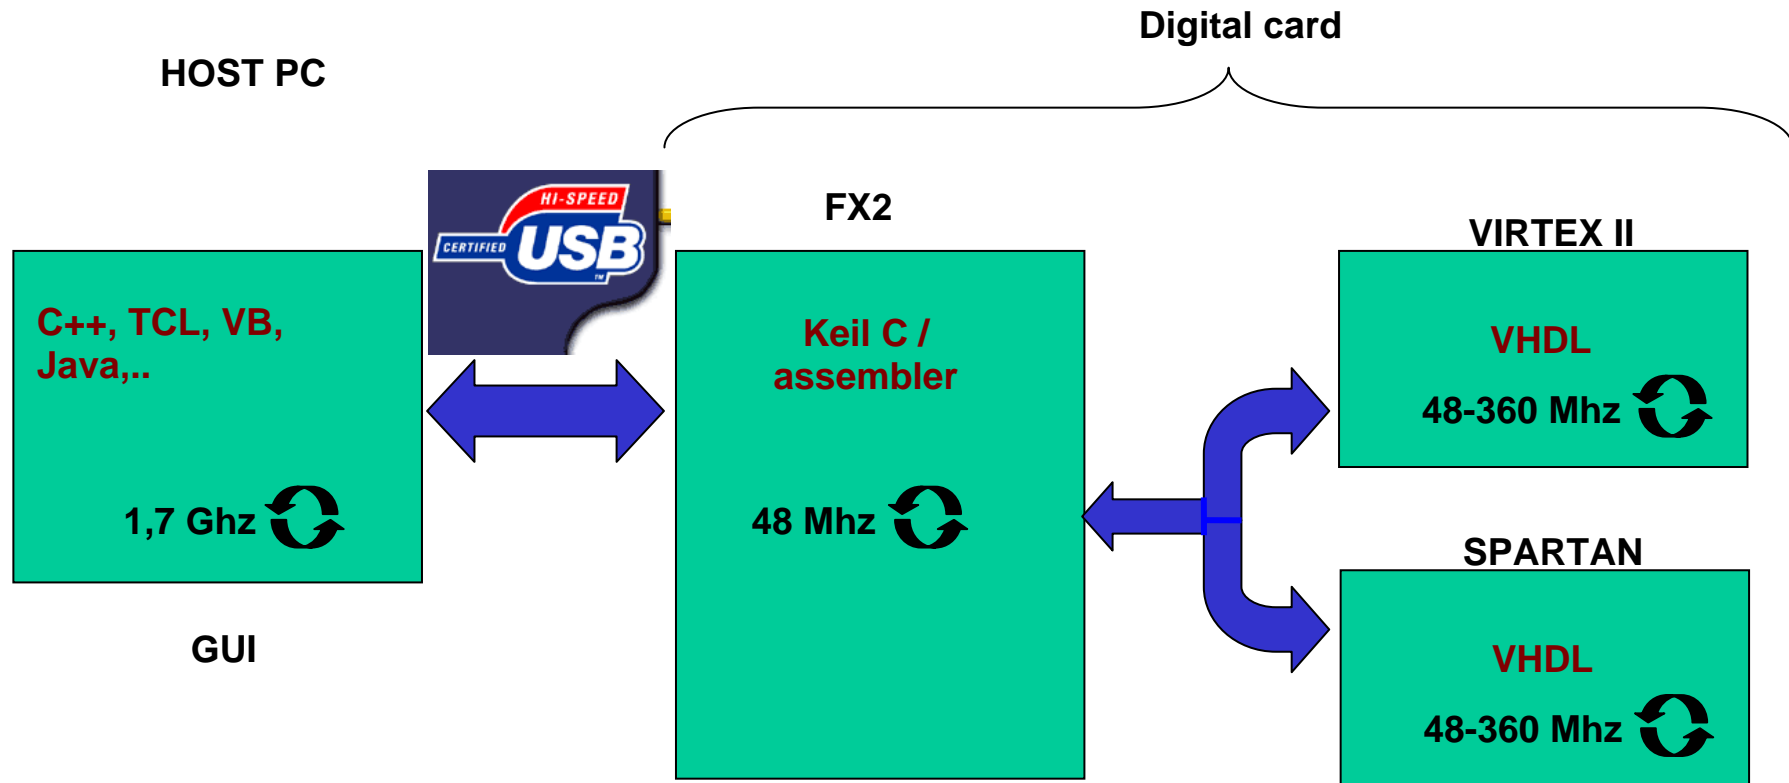 Digital card
HOST PC
HI-SPEED
CERTIFIED
USB
TM
FX2
VIRTEX II
C++, TCL, VB,
Java,..
Keil C /
assembler
VHDL
48-360 Mhz
1,7 Ghz
48 Mhz
SPARTAN
GUI
VHDL
48-360 Mhz